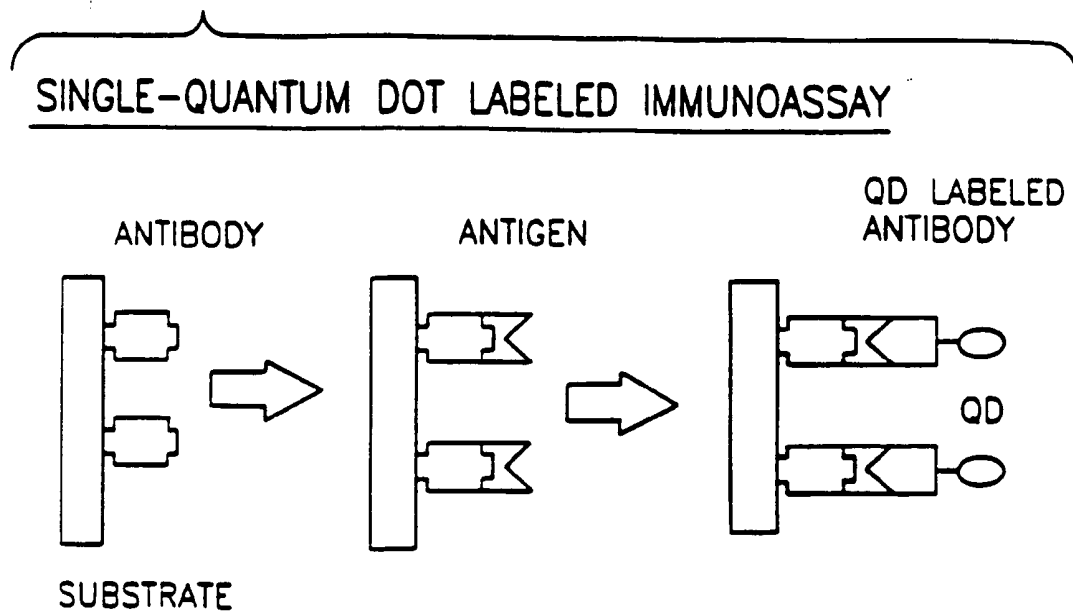 SINGLE-QUANTUM DOT LABELED IMMUNOASSAY
ANTIBODY
ANTIGEN
QD LABELED
ANTIBODY
QD
SUBSTRATE